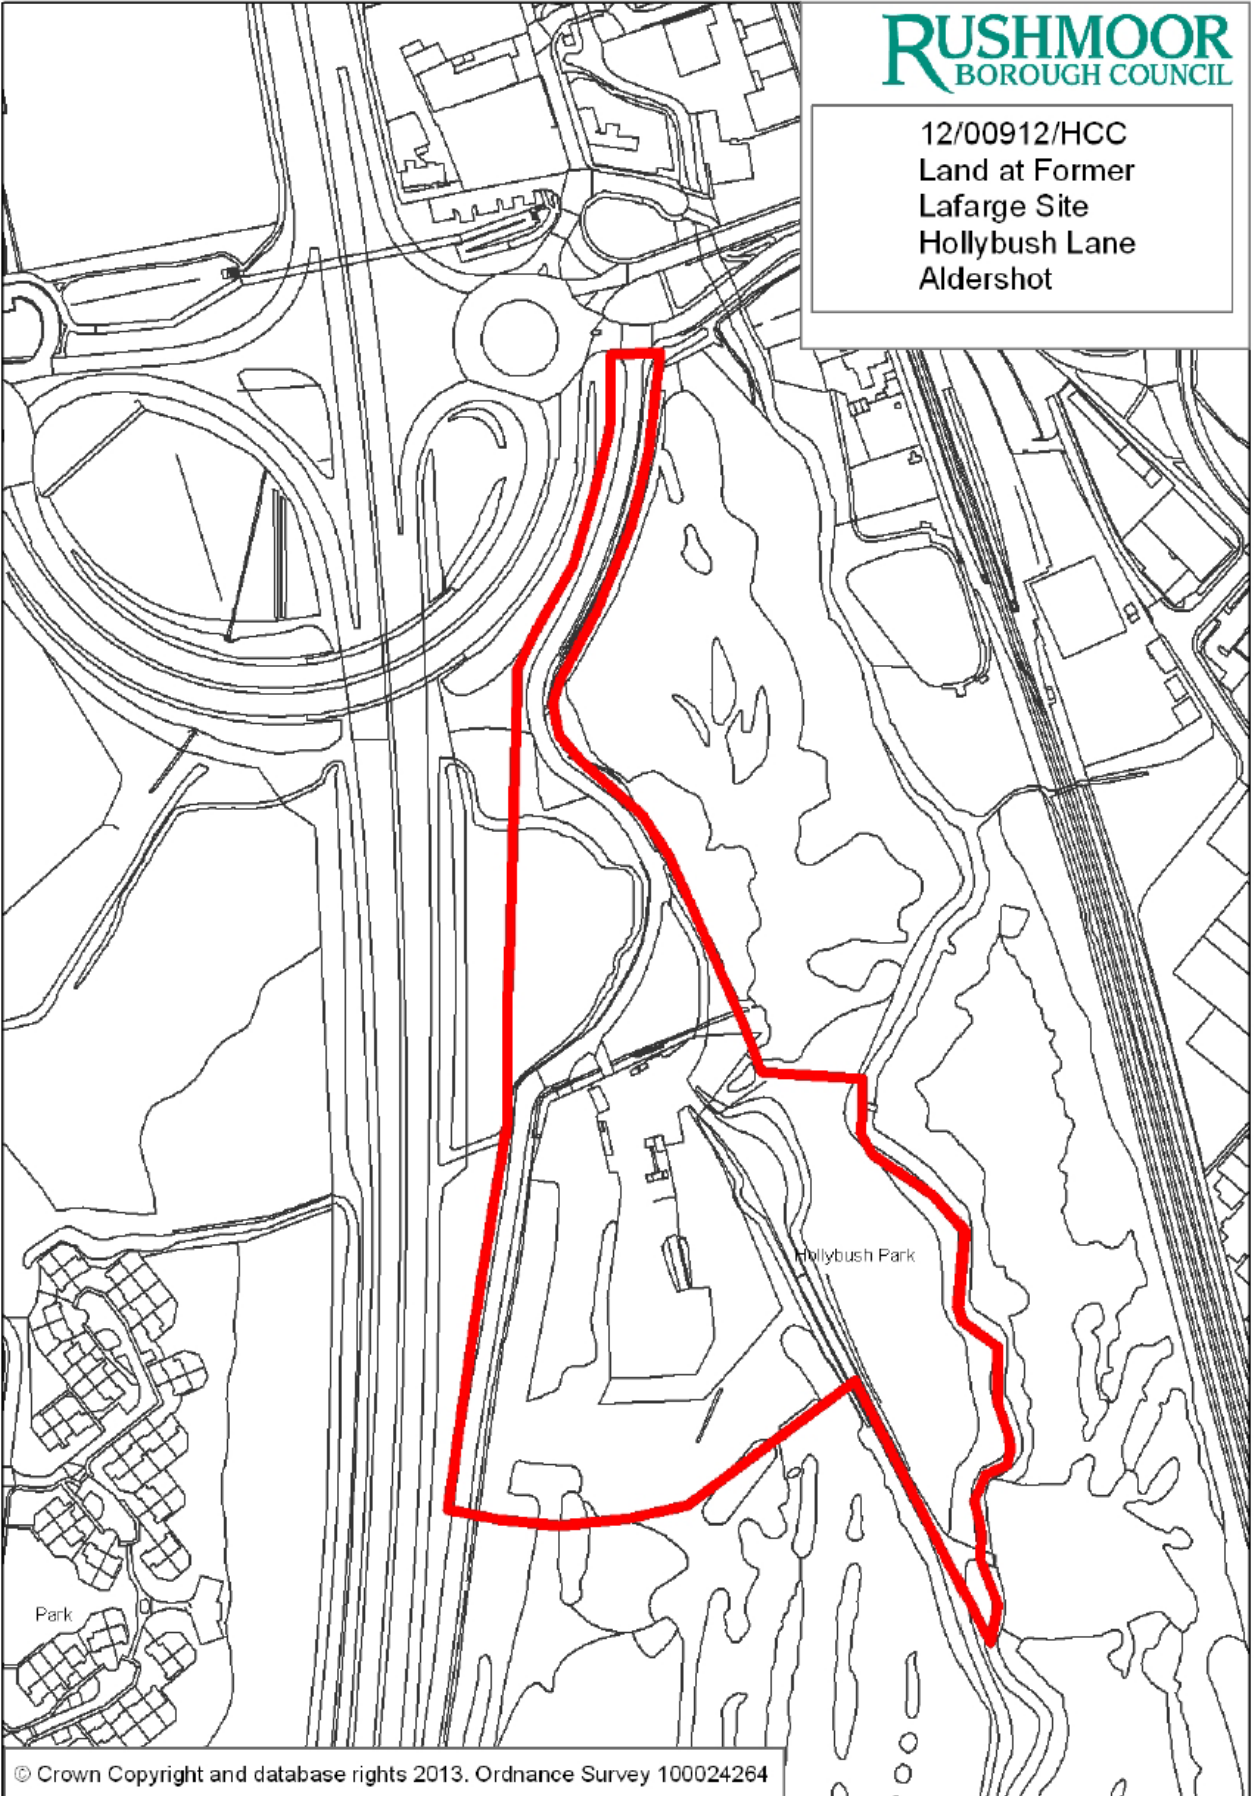 RUSHMOOR
BOROUGH COUNCIL
12/00912/HCC
Land at Former
Lafarge Site
Hollybush Lane
Aldershot
Hollybush Park
Park
© Crown Copyright and database rights 2013. Ordnance Survey 100024264